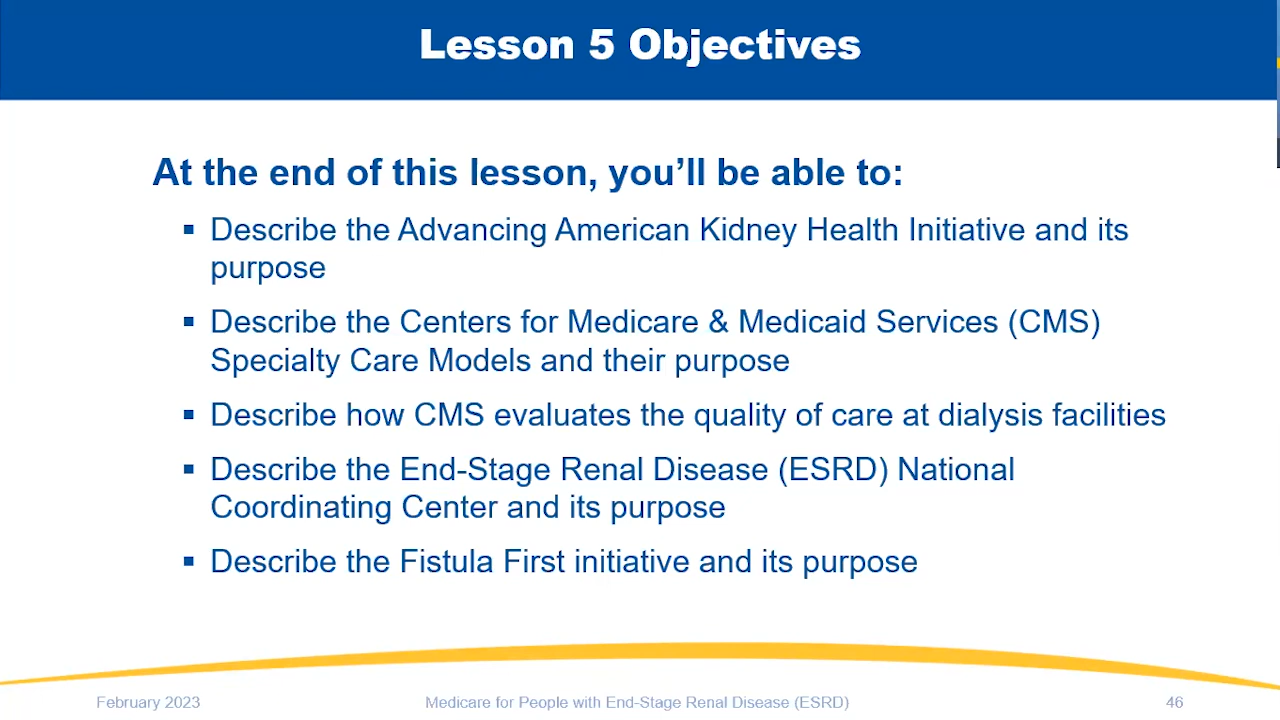 Lesson 5 Objectives
At the end of this lesson, you’ll be able to:
▪ Describe the Advancing American Kidney Health Initiative and its
purpose
▪ Describe the Centers for Medicare & Medicaid Services (CMS)
Specialty Care Models and their purpose
▪ Describe how CMS evaluates the quality of care at dialysis facilities
▪ Describe the End-Stage Renal Disease (ESRD) National
Coordinating Center and its purpose
▪ Describe the Fistula First initiative and its purpose
February 2023
Medicare for People with End-Stage Renal Disease (ESRD)
46